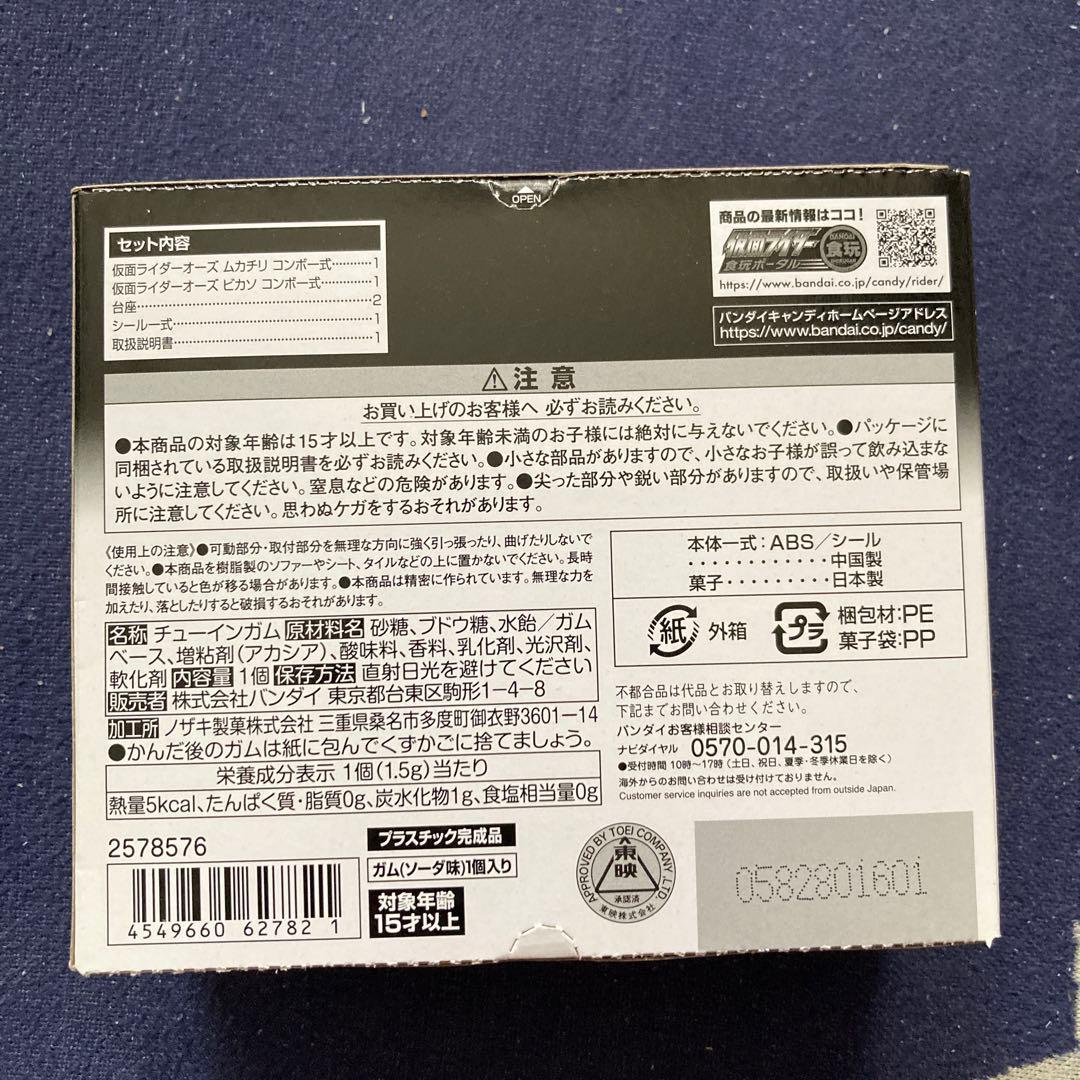 OPEN
セット内容
仮面ライダーオーズ ムカチリ コンボ一式…………1
仮面ライダーオーズ ビカソ コンボ一式……………1
台座………………………………………………2
シール一式………………………………………1
取扱説明書………………………………………1
商品の最新情報はココ!
仮面ライダー
食玩ポータル
BANDAI
食玩
SHOKUGAN
https://www.bandai.co.jp/candy/rider/
バンダイキャンディホームページアドレス
https://www.bandai.co.jp/candy/
⚠注意
お買い上げのお客様へ 必ずお読みください。
●本商品の対象年齢は15才以上です。対象年齢未満のお子様には絶対に与えないでください。●パッケージに
同梱されている取扱説明書を必ずお読みください。●小さな部品がありますので、小さなお子様が誤って飲み込まな
いように注意してください。窒息などの危険があります。●尖った部分や鋭い部分がありますので、取扱いや保管場
所に注意してください。思わぬケガをするおそれがあります。
《使用上の注意》●可動部分・取付部分を無理な方向に強く引っ張ったり、曲げたりしないで
ください。●本商品を樹脂製のソファーやシート、タイルなどの上に置かないでください。長時
間接触していると色が移る場合があります。●本商品は精密に作られています。無理な力を
加えたり、落としたりすると破損するおそれがあります。
名称 チューインガム 原材料名 砂糖、ブドウ糖、水飴/ガム
ベース、増粘剤(アカシア)、酸味料、香料、乳化剤、光沢剤、
軟化剤 内容量 1個 保存方法 直射日光を避けてください
販売者 株式会社バンダイ 東京都台東区駒形1-4-8
加工所 ノザキ製菓株式会社 三重県桑名市多度町御衣野3601-14
●かんだ後のガムは紙に包んでくずかごに捨てましょう。
栄養成分表示 1個(1.5g)当たり
熱量5kcal、たんぱく質・脂質0g、炭水化物1g、食塩相当量0g
本体一式:ABS/シール
・・・・・・・・・・・・中国製
菓子・・・・・・・・・日本製
紙 外箱
プラ 梱包材:PE
菓子袋:PP
不都合品は代品とお取り替えしますので、
下記までお問い合わせください。
バンダイお客様相談センター
ナビダイヤル 0570-014-315
●受付時間 10時~17時(土日、祝日、夏季・冬季休業日を除く)
海外からのお問い合わせは受け付けておりません。
Customer service inquiries are not accepted from outside Japan.
2578576
4549660 62782 1
プラスチック完成品
ガム(ソーダ味)1個入り
対象年齢
15才以上
APPROVED BY TOEI COMPANY, LTD.
東映
承認済
東映株式会社
0582801601